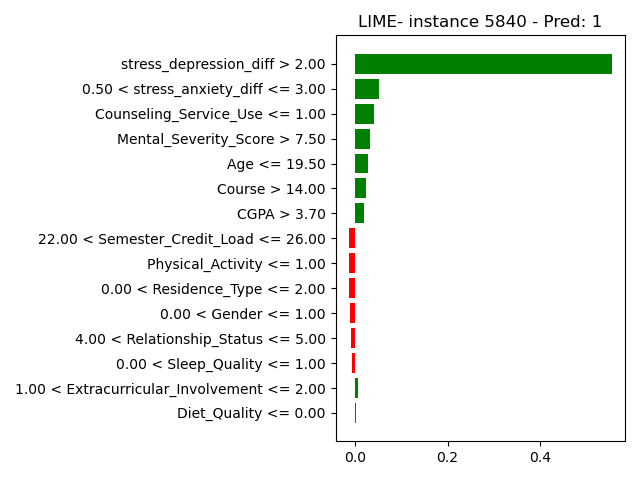 LIME- instance 5840 - Pred: 1
stress_depression_diff > 2.00
0.50 < stress_anxiety_diff <= 3.00
Counseling_Service_Use <= 1.00
Mental_Severity_Score > 7.50
Age <= 19.50
Course > 14.00
CGPA > 3.70
22.00 < Semester_Credit_Load <= 26.00
Physical_Activity <= 1.00
0.00 < Residence_Type <= 2.00
0.00 < Gender <= 1.00
4.00 < Relationship_Status <= 5.00
0.00 < Sleep_Quality <= 1.00
1.00 < Extracurricular_Involvement <= 2.00
Diet_Quality <= 0.00
0.0 0.2 0.4